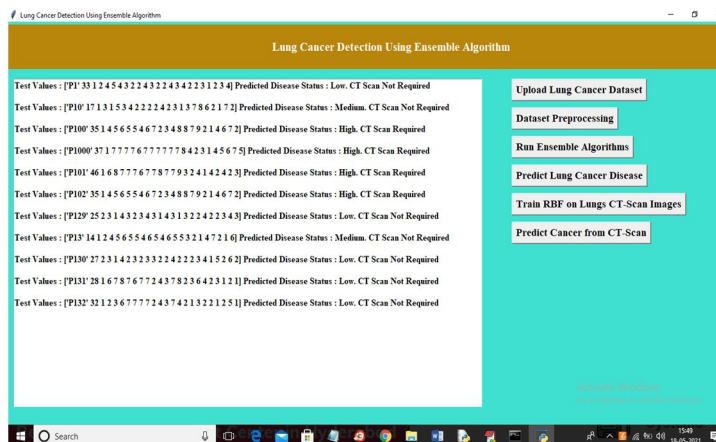 Lung Cancer Detection Using Ensemble Algorithm
Lung Cancer Detection Using Ensemble Algorithm
Test Values : ['P1' 33 1 2 4 5 4 3 2 2 4 3 2 2 4 3 4 2 2 3 1 2 3 4] Predicted Disease Status : Low. CT Scan Not Required
Test Values : ['P10' 17 1 3 1 5 3 4 2 2 2 2 4 2 3 1 3 7 8 6 2 1 7 2] Predicted Disease Status : Medium. CT Not Required
Test Values : ['P100' 35 1 4 5 6 5 5 4 6 7 2 3 4 8 8 7 9 2 1 4 6 7 2] Predicted Disease Status : High. CT Scan Required
Test Values : ['P1000' 37 1 7 7 7 7 6 7 7 7 7 7 7 8 4 2 3 1 4 5 6 7 5] Predicted Disease Status : High. CT Scan Required
Test Values : ['P101' 46 1 6 8 7 7 7 6 7 7 8 7 7 9 3 2 4 1 4 2 4 2 3] Predicted Disease Status : High. CT Scan Required
Test Values : ['P102' 35 1 4 5 6 5 5 4 6 7 2 3 4 8 8 7 9 2 1 4 6 7 2] Predicted Disease Status : High. CT Scan Required
Test Values : ['P129' 25 2 3 1 4 3 2 3 4 3 1 4 3 1 3 2 2 4 2 2 3 4 3] Predicted Disease Status : Low. CT Scan Not Required
Test Values : ['P13' 14 1 2 4 5 6 5 5 4 6 5 4 6 5 5 3 2 1 4 7 2 1 6] Predicted Disease Status : Medium. CT Scan Not Required
Test Values : ['P130' 27 2 3 1 4 2 3 2 3 3 2 2 4 2 2 2 3 4 1 5 2 6 2] Predicted Disease Status : Low. CT Scan Not Required
Test Values : ['P131' 28 1 6 7 8 7 6 7 7 2 4 3 7 8 2 3 6 4 2 3 1 2 1] Predicted Disease Status : Low. CT Scan Not Required
Test Values : ['P132' 32 1 2 3 6 7 7 7 7 2 4 3 7 4 2 1 3 2 2 1 2 5 1] Predicted Disease Status : Low. CT Scan Not Required
Upload Lung Cancer Dataset
Dataset Preprocessing
Run Ensemble Algorithms
Predict Lung Cancer Disease
Train RBF on Lungs CT-Scan Images
Predict Cancer from CT-Scan
Search
15:49
18-05-2021